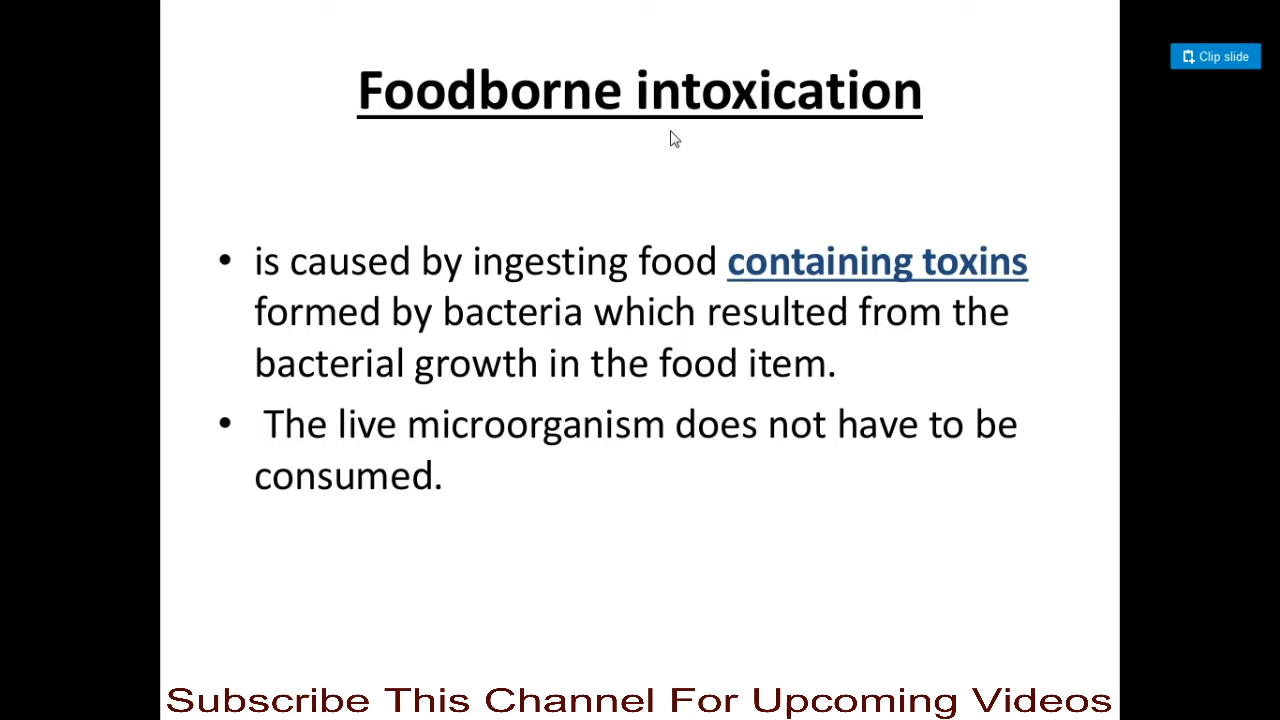 Foodborne intoxication
Clip slide
• is caused by ingesting food containing toxins
formed by bacteria which resulted from the
bacterial growth in the food item.
• The live microorganism does not have to be
consumed.
Subscribe This Channel For Upcoming Videos